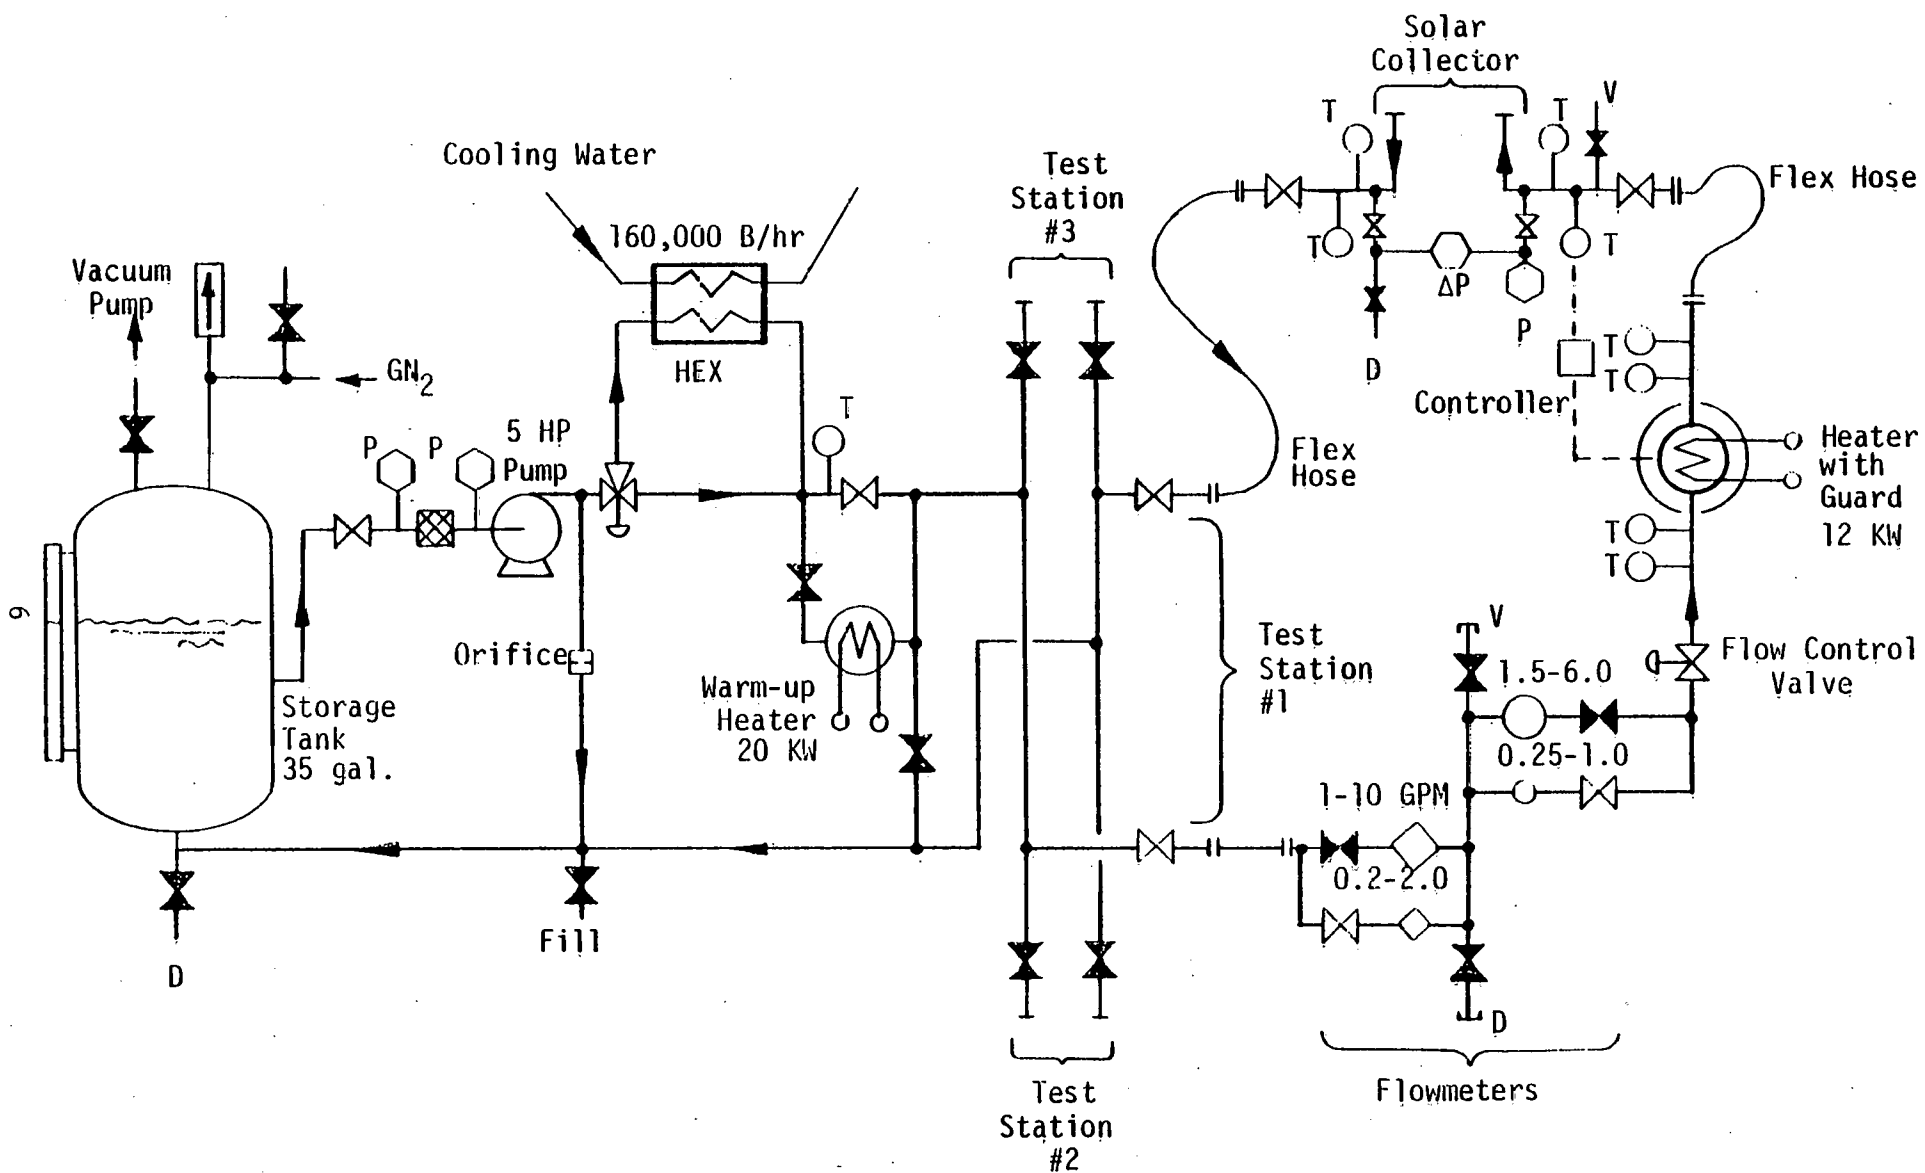 Solar
Collector
T
T
V
Cooling Water
Test
Station
#3
Flex Hose
160,000 B/hr
T
T
Vacuum
Pump
ΔP
P
GN2
HEX
D
T
T
Controller
T
5 HP
Pump
P
P
Flex
Hose
Heater
with
Guard
12 KW
T
T
6
V
Orifice
Test
Station
#1
Flow Control
Valve
1.5-6.0
Warm-up
Heater
20 KW
Storage
Tank
35 gal.
0.25-1.0
1-10 GPM
0.2-2.0
Fill
D
D
Test
Station
#2
Flowmeters